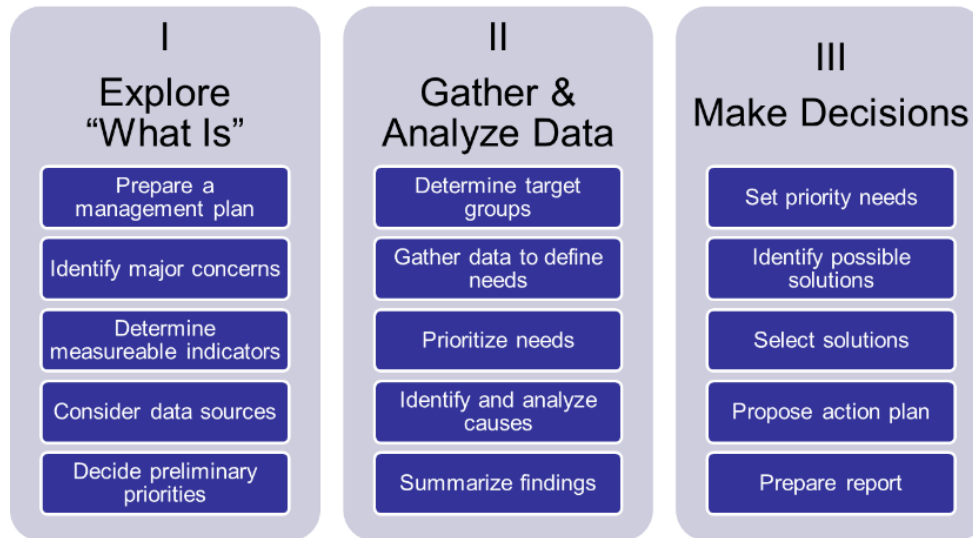 I
Explore
“What Is”
Prepare a
management plan
Identify major concerns
Determine
measureable indicators
Consider data sources
Decide preliminary
priorities
II
Gather &
Analyze Data
Determine target
groups
Gather data to define
needs
Prioritize needs
Identify and analyze
causes
Summarize findings
III
Make Decisions
Set priority needs
Identify possible
solutions
Select solutions
Propose action plan
Prepare report